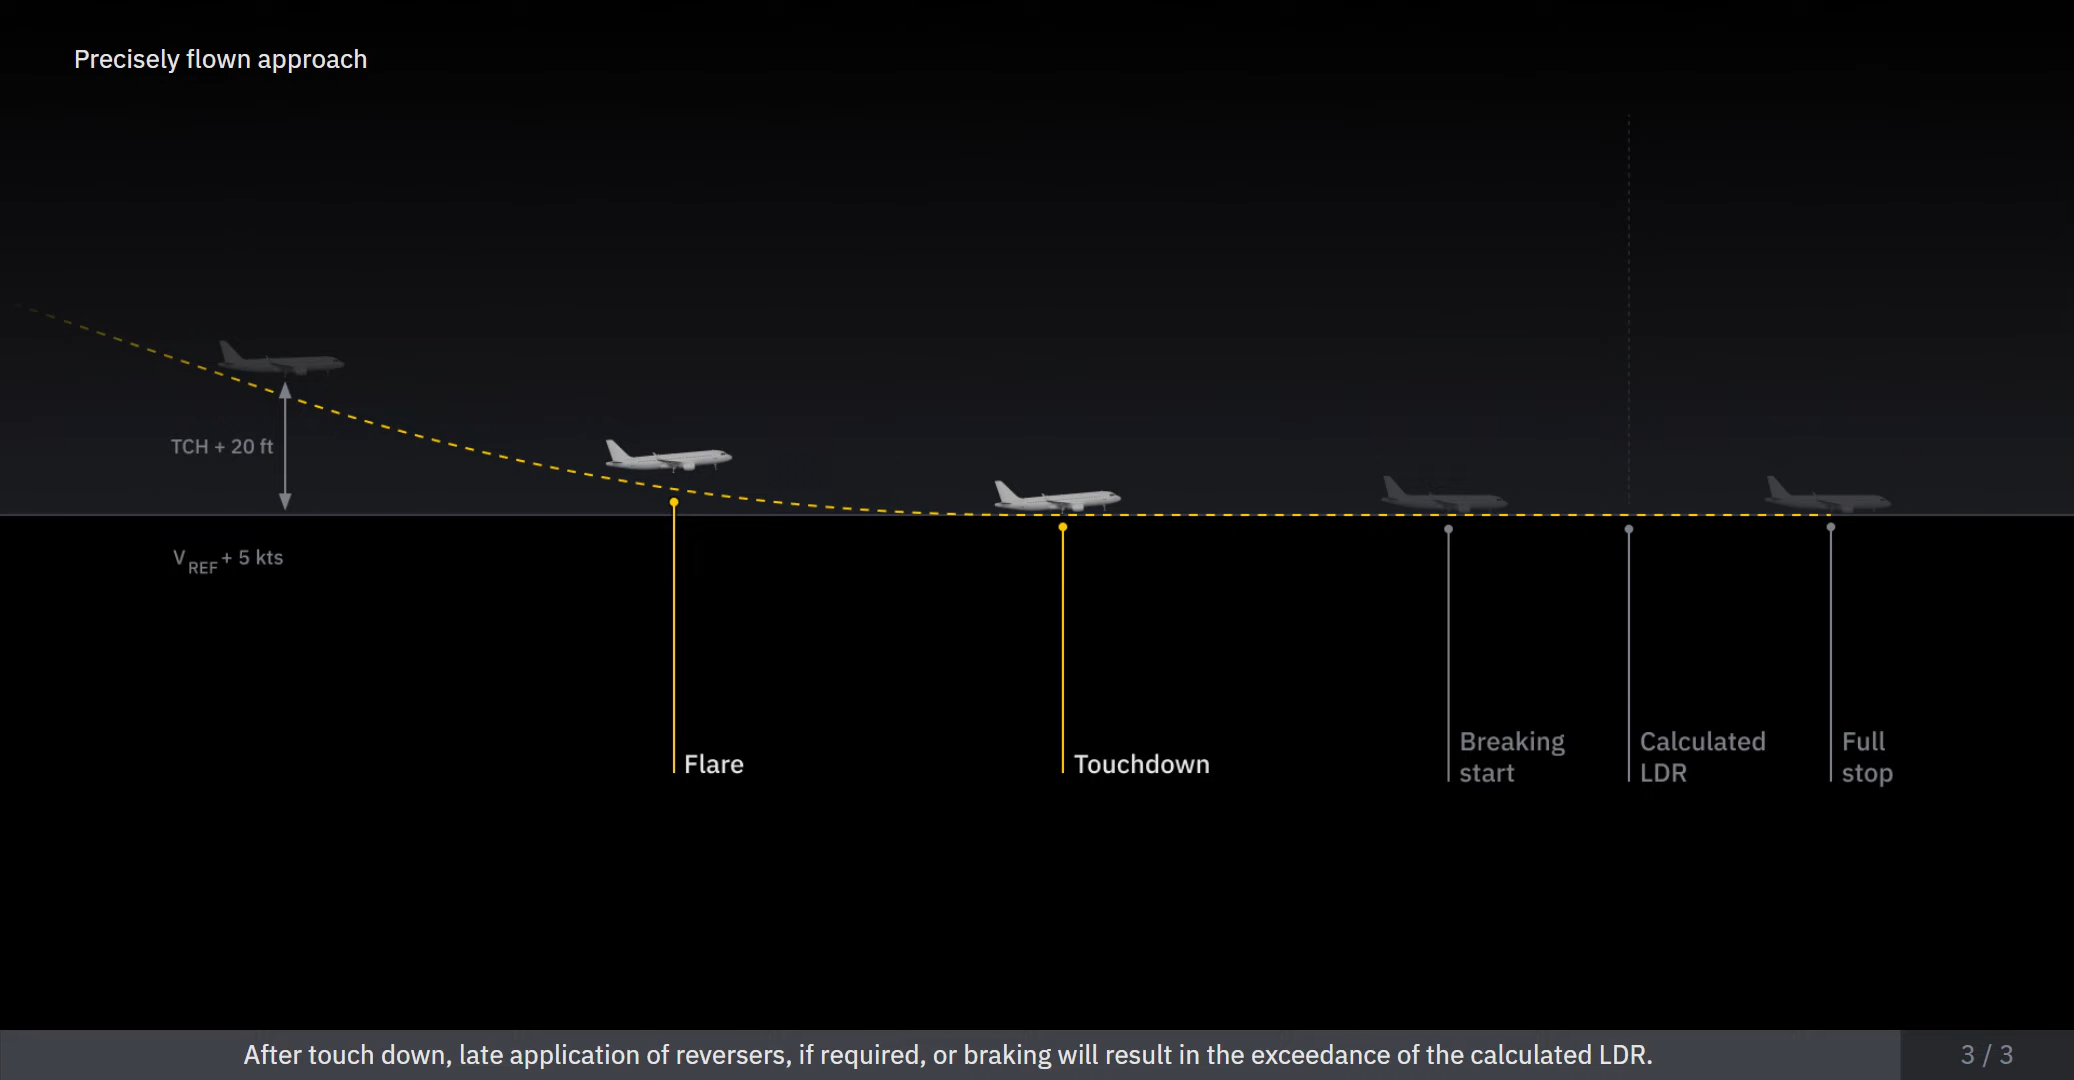 Precisely flown approach
TCH + 20 ft
VREF + 5 kts
Flare
Touchdown
Breaking
start
Calculated
LDR
Full
stop
After touch down, late application of reversers, if required, or braking will result in the exceedance of the calculated LDR.
3 / 3